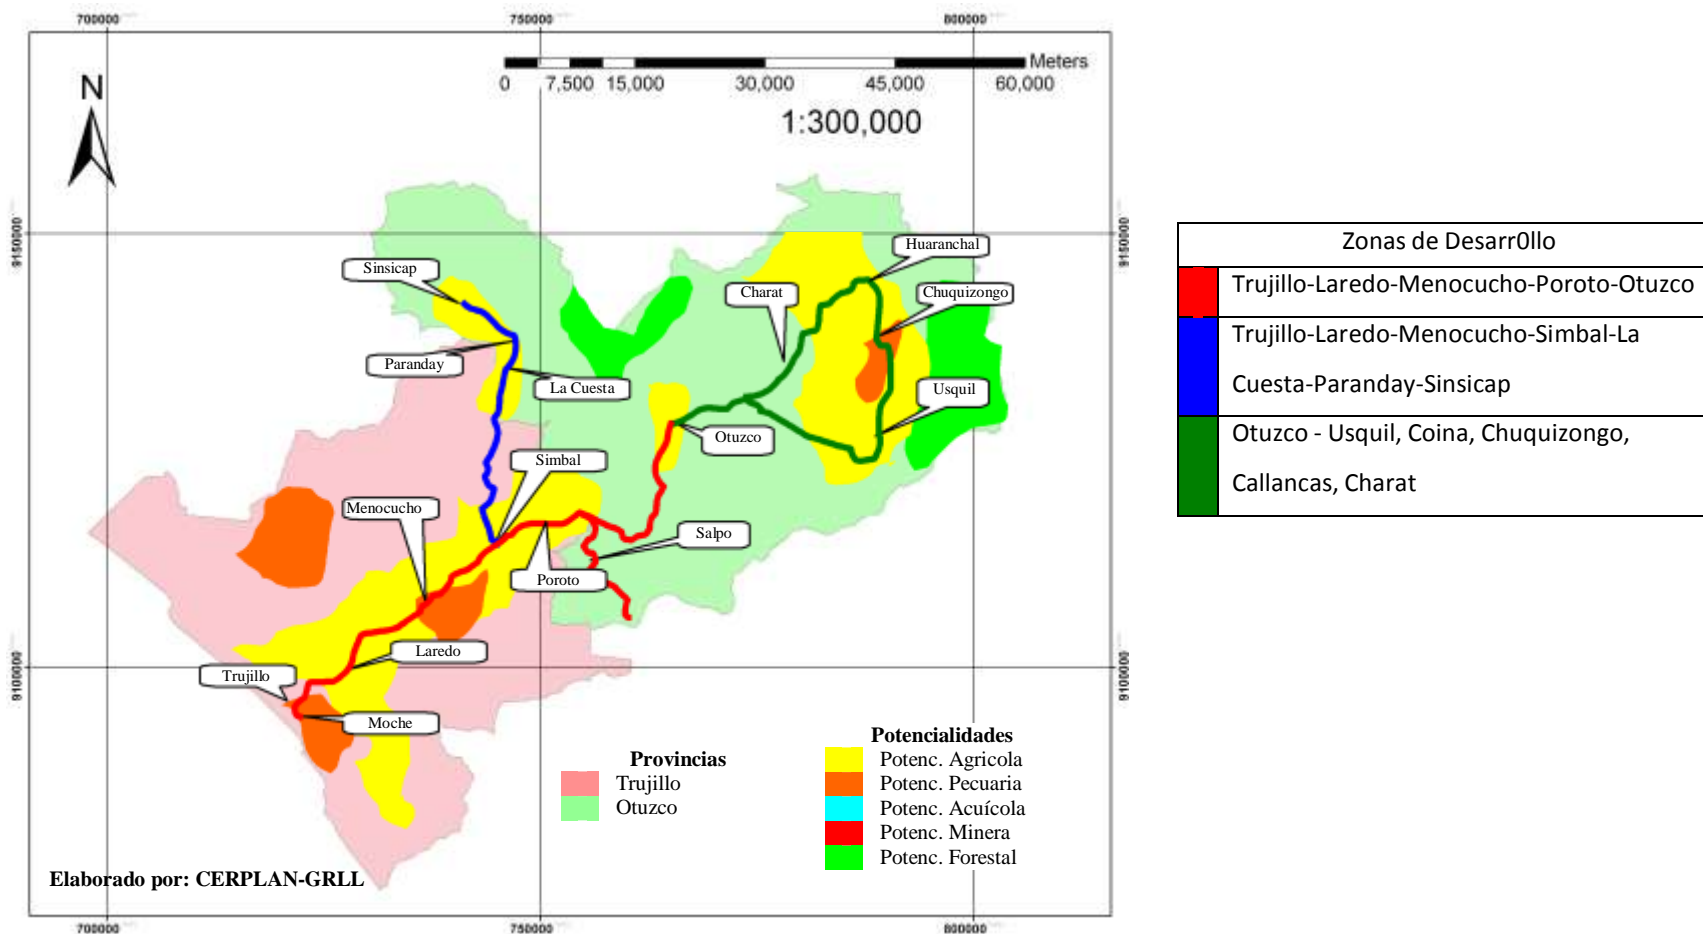 700000
750000
800000
Meters
0
7,500
15,000
30,000
45,000
60,000
1:300,000
N
9150000
9150000
Huaranchal
Sinsicap
Charat
Chuquizongo
Paranday
La Cuesta
Usquil
Otuzco
Simbal
Menocucho
Salpo
Poroto
Laredo
9100000
9100000
Trujillo
Moche
Provincias
Trujillo
Otuzco
Potencialidades
Potenc. Agricola
Potenc. Pecuaria
Potenc. Acuícola
Potenc. Minera
Potenc. Forestal
Elaborado por: CERPLAN-GRLL
700000
750000
800000
Zonas de Desarr0llo
Trujillo-Laredo-Menocucho-Poroto-Otuzco
Trujillo-Laredo-Menocucho-Simbal-La
Cuesta-Paranday-Sinsicap
Otuzco - Usquil, Coina, Chuquizongo,
Callancas, Charat